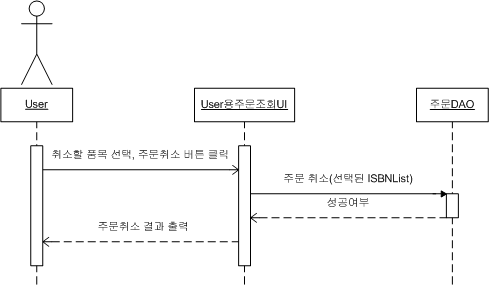 User
User용주문조회UI
주문DAO
취소할 품목 선택, 주문취소 버튼 클릭
주문 취소(선택된 ISBNList)
성공여부
주문취소 결과 출력